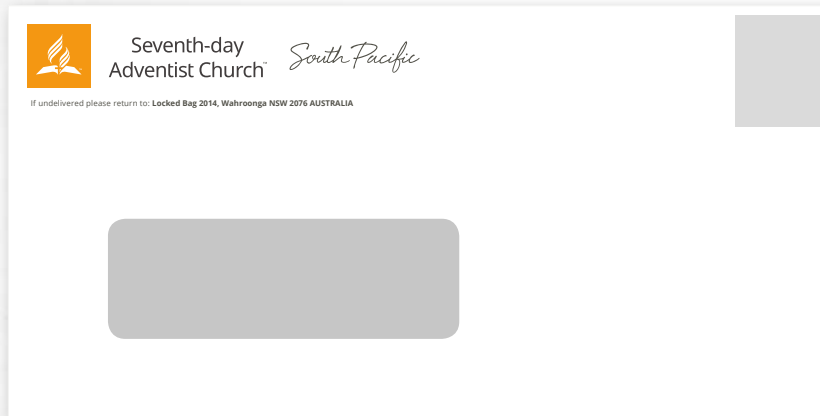 Seventh-day
Adventist Church™
South Pacific
If undelivered please return to: Locked Bag 2014, Wahroonga NSW 2076 AUSTRALIA